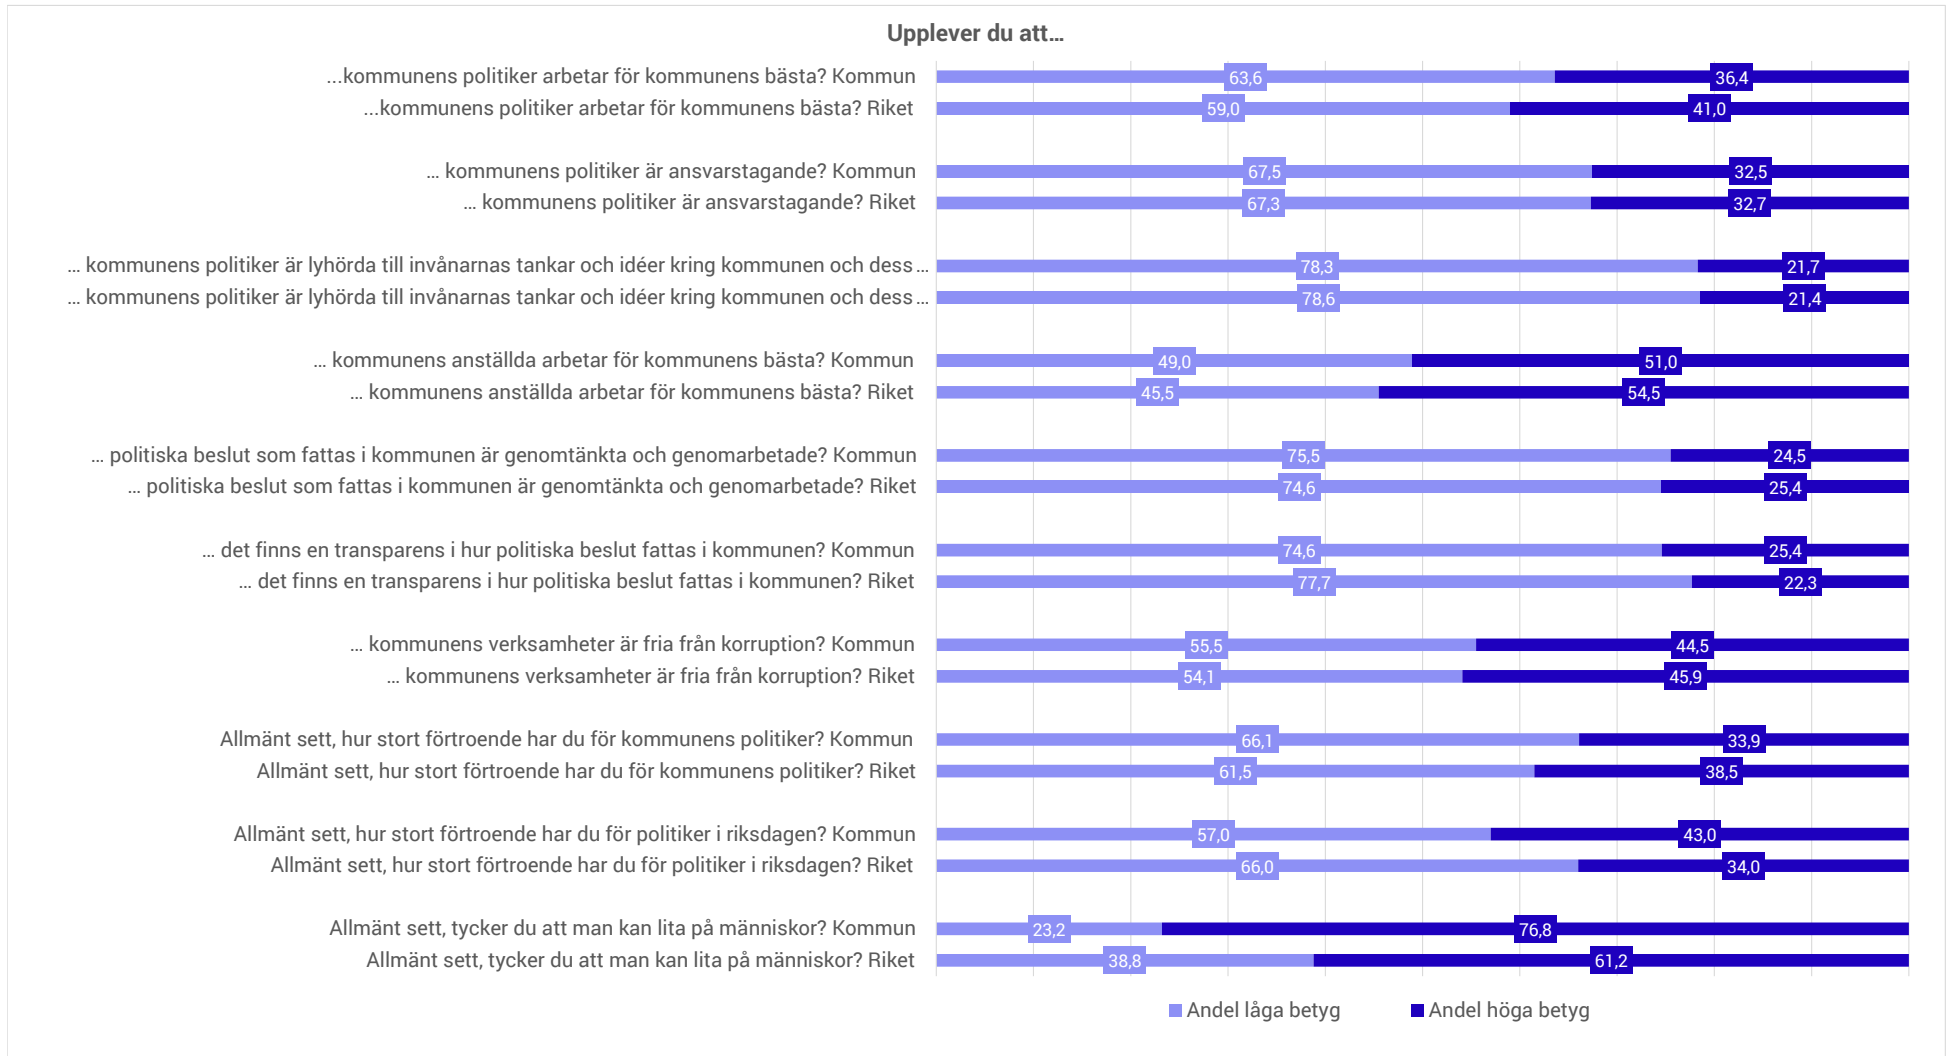 Upplever du att…
...kommunens politiker arbetar för kommunens bästa? Kommun 63,6 36,4
...kommunens politiker arbetar för kommunens bästa? Riket 59,0 41,0
… kommunens politiker är ansvarstagande? Kommun 67,5 32,5
… kommunens politiker är ansvarstagande? Riket 67,3 32,7
… kommunens politiker är lyhörda till invånarnas tankar och idéer kring kommunen och dess … 78,3 21,7
… kommunens politiker är lyhörda till invånarnas tankar och idéer kring kommunen och dess … 78,6 21,4
… kommunens anställda arbetar för kommunens bästa? Kommun 49,0 51,0
… kommunens anställda arbetar för kommunens bästa? Riket 45,5 54,5
… politiska beslut som fattas i kommunen är genomtänkta och genomarbetade? Kommun 75,5 24,5
… politiska beslut som fattas i kommunen är genomtänkta och genomarbetade? Riket 74,6 25,4
… det finns en transparens i hur politiska beslut fattas i kommunen? Kommun 74,6 25,4
… det finns en transparens i hur politiska beslut fattas i kommunen? Riket 77,7 22,3
… kommunens verksamheter är fria från korruption? Kommun 55,5 44,5
… kommunens verksamheter är fria från korruption? Riket 54,1 45,9
Allmänt sett, hur stort förtroende har du för kommunens politiker? Kommun 66,1 33,9
Allmänt sett, hur stort förtroende har du för kommunens politiker? Riket 61,5 38,5
Allmänt sett, hur stort förtroende har du för politiker i riksdagen? Kommun 57,0 43,0
Allmänt sett, hur stort förtroende har du för politiker i riksdagen? Riket 66,0 34,0
Allmänt sett, tycker du att man kan lita på människor? Kommun 23,2 76,8
Allmänt sett, tycker du att man kan lita på människor? Riket 38,8 61,2
Andel låga betyg Andel höga betyg